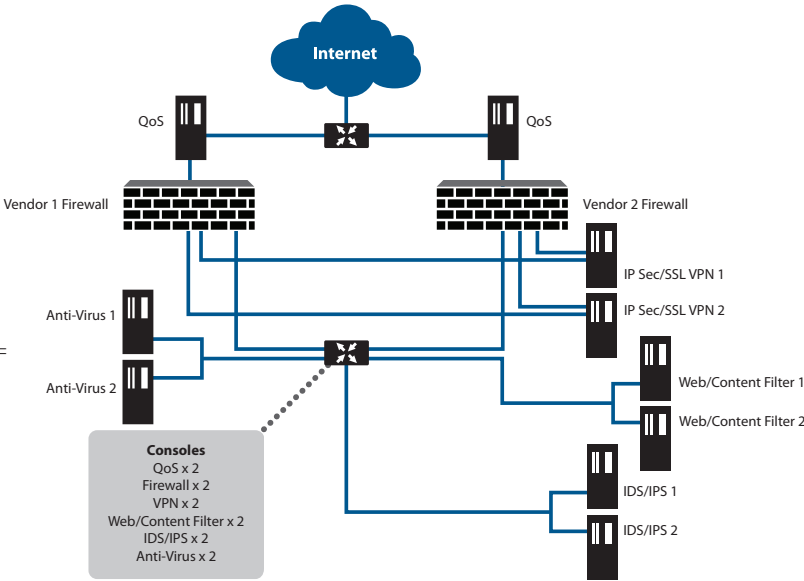 Internet
QoS
QoS
Vendor 1 Firewall
Vendor 2 Firewall
IP Sec/SSL VPN 1
IP Sec/SSL VPN 2
Anti-Virus 1
=
Anti-Virus 2
Web/Content Filter 1
Web/Content Filter 2
Consoles
QoS x 2
Firewall x 2
VPN x 2
Web/Content Filter x 2
IDS/IPS x 2
Anti-Virus x 2
IDS/IPS 1
IDS/IPS 2